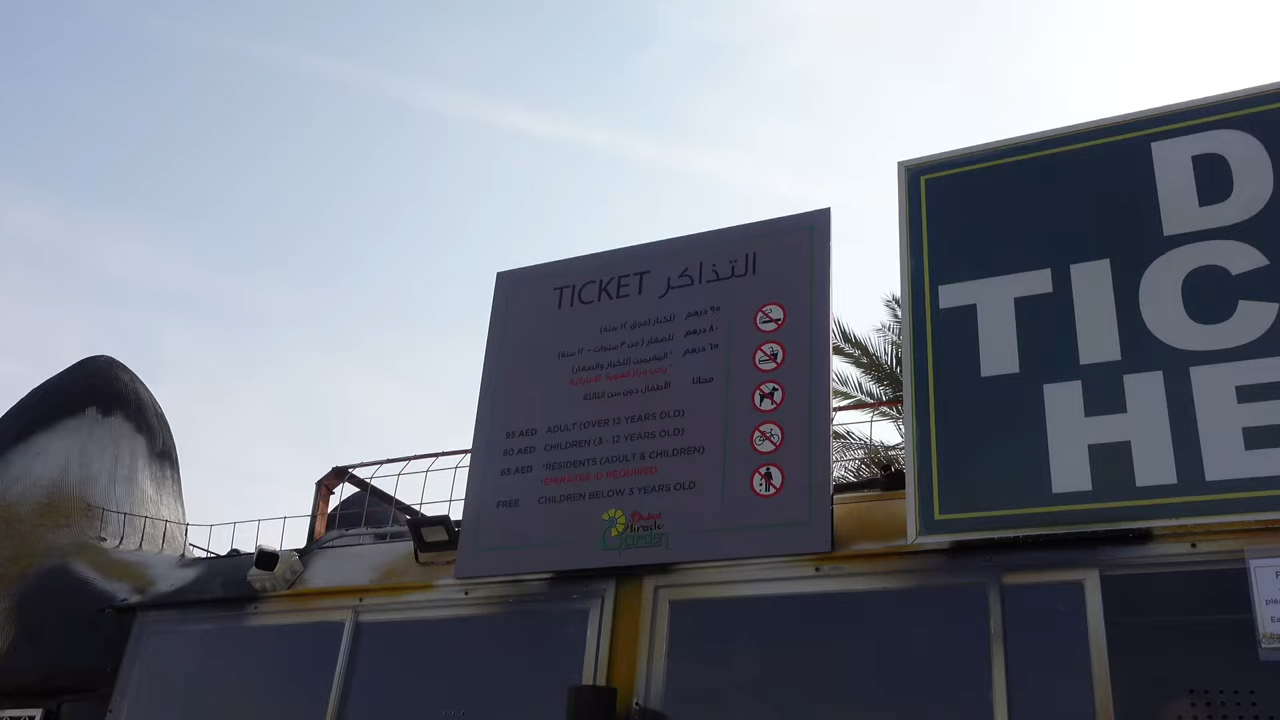 TICKET التذاكر
٩٥ درهم للكبار (فوق ١٢ سنة)
٨٠ درهم للصغار (من ٣ سنوات - ١٢ سنة)
٦٥ درهم *المقيمين (للكبار والصغار)
*يجب إبراز الهوية الإماراتية
مجانا الأطفال دون سن الثالثة
95 AED ADULT (OVER 12 YEARS OLD)
80 AED CHILDREN (3 - 12 YEARS OLD)
65 AED *RESIDENTS (ADULT & CHILDREN)
*EMIRATES ID REQUIRED
FREE CHILDREN BELOW 3 YEARS OLD
Dubai
Miracle
Garden
D
TIC
HE